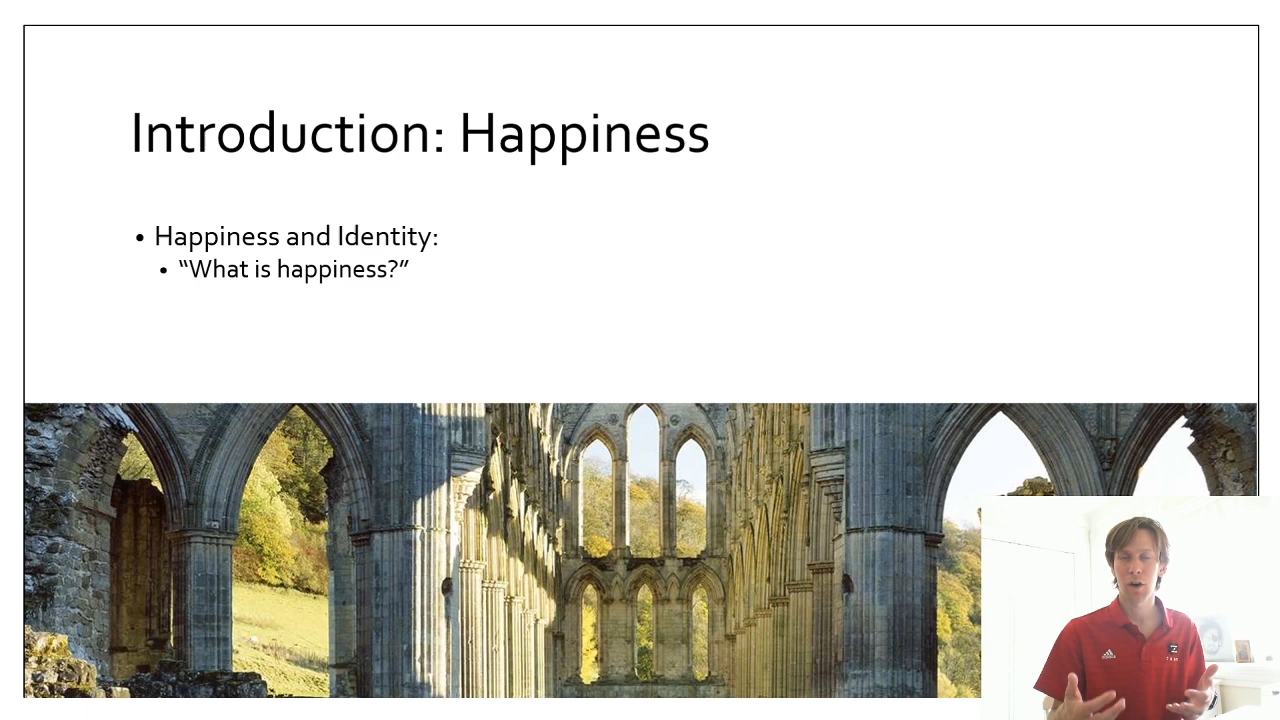 Introduction: Happiness
• Happiness and Identity:
• “What is happiness?”